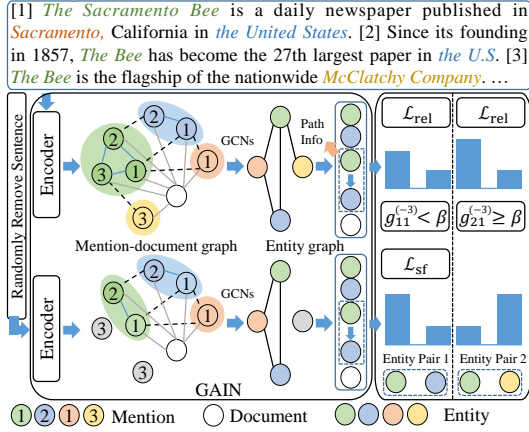 [1] The Sacramento Bee is a daily newspaper published in
Sacramento, California in the United States. [2] Since its founding
in 1857, The Bee has become the 27th largest paper in the U.S. [3]
The Bee is the flagship of the nationwide McClatchy Company. …
Randomly Remove Sentence
Encoder
2
2
1
2
1
1
3
3
GCNs
Path
Info
Mention-document graph
Entity graph
ℒrel
ℒrel
g₁₁⁽⁻³⁾ < β
g₂₁⁽⁻³⁾ ≥ β
Encoder
2
2
1
1
1
3
3
GCNs
ℒsf
Entity Pair 1
Entity Pair 2
GAIN
1 2 1 3 Mention Document Entity